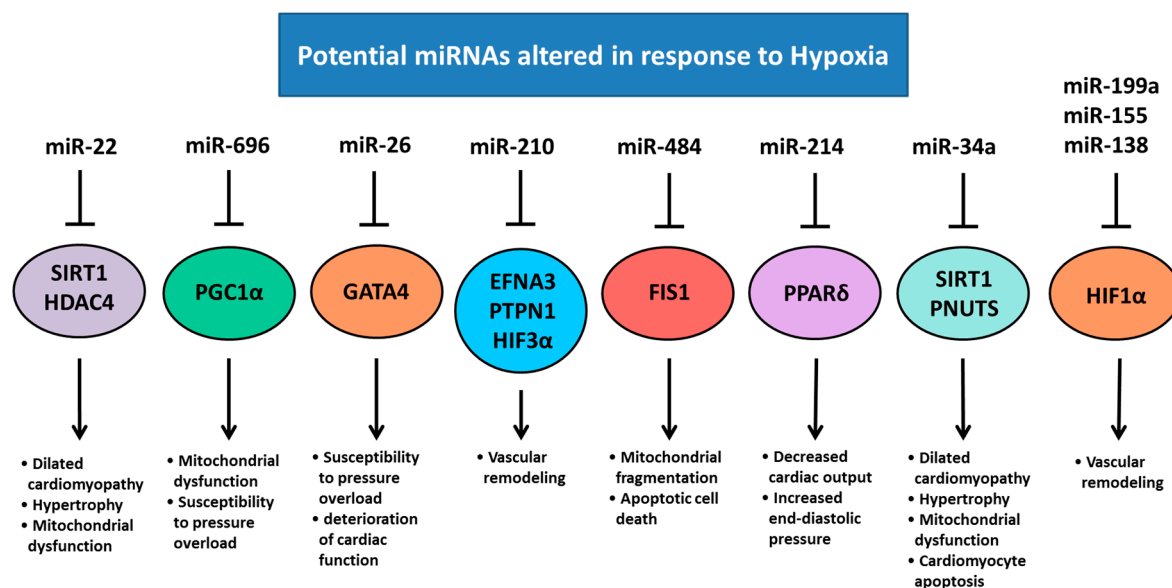 Potential miRNAs altered in response to Hypoxia
miR-199a
miR-155
miR-138
miR-22
miR-696
miR-26
miR-210
miR-484
miR-214
miR-34a
SIRT1
HDAC4
PGC1α
GATA4
EFNA3
PTPN1
HIF3α
FIS1
PPARδ
SIRT1
PNUTS
HIF1α
• Dilated
cardiomyopathy
• Hypertrophy
• Mitochondrial
dysfunction
• Mitochondrial
dysfunction
• Susceptibility
to pressure
overload
• Susceptibility
to pressure
overload
• deterioration
of cardiac
function
• Vascular
remodeling
• Mitochondrial
fragmentation
• Apoptotic cell
death
• Decreased
cardiac output
• Increased
end-diastolic
pressure
• Dilated
cardiomyopathy
• Hypertrophy
• Mitochondrial
dysfunction
• Cardiomyocyte
apoptosis
• Vascular
remodeling